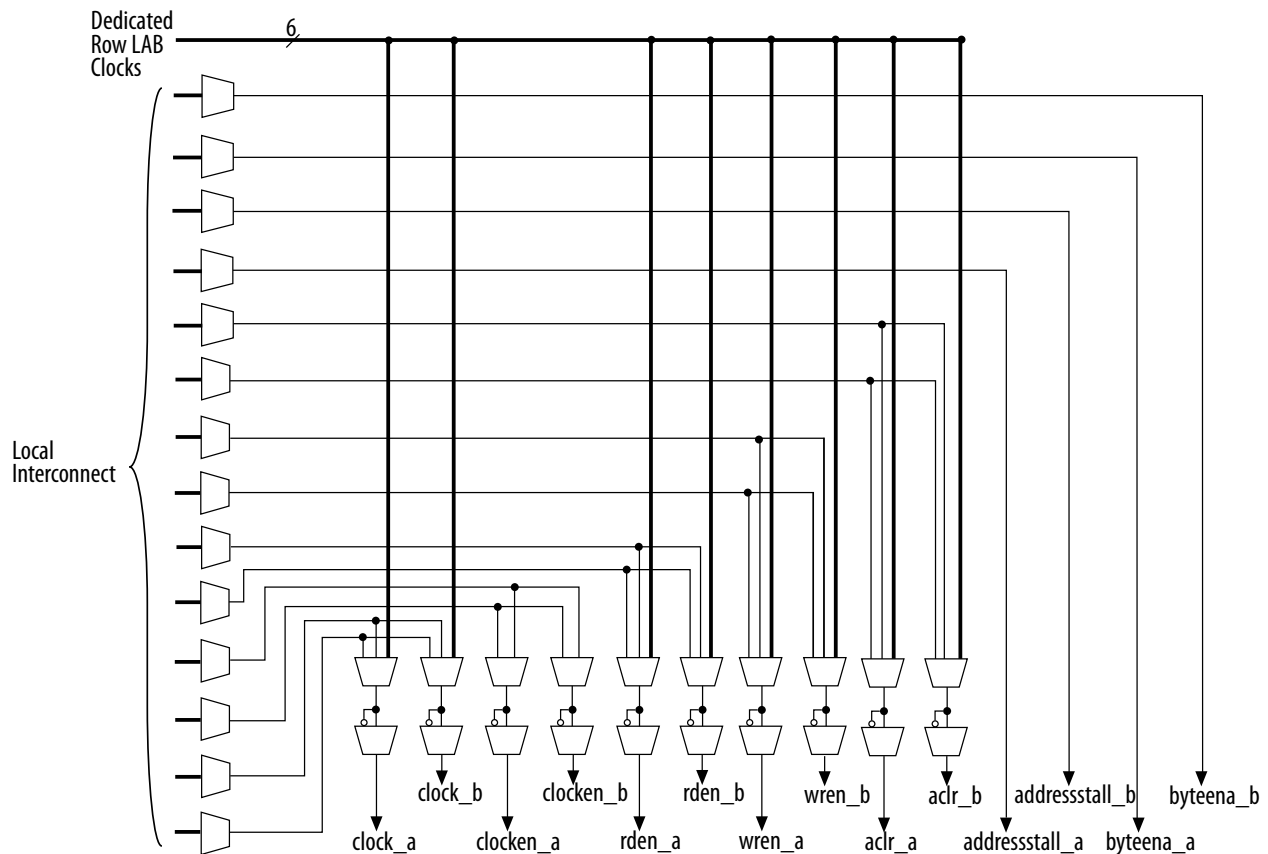 Dedicated
Row LAB
Clocks
6
Local
Interconnect
clock_b
clocken_b
rden_b
wren_b
aclr_b
addressstall_b
byteena_b
clock_a
clocken_a
rden_a
wren_a
aclr_a
addressstall_a
byteena_a